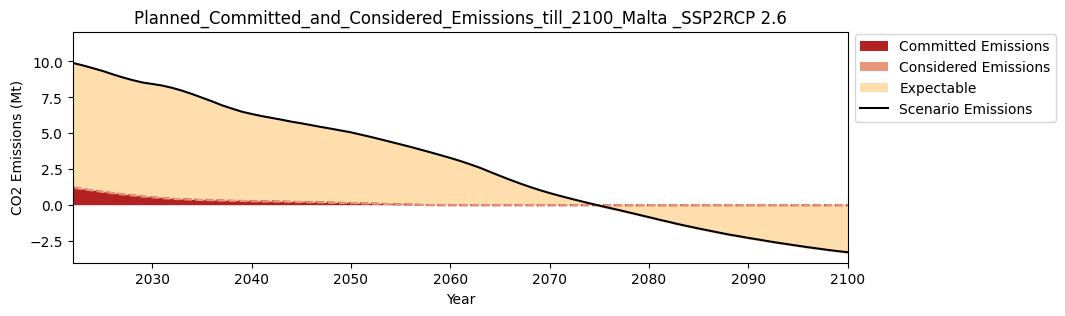 Planned_Committed_and_Considered_Emissions_till_2100_Malta _SSP2RCP 2.6
CO2 Emissions (Mt)
10.0
7.5
5.0
2.5
0.0
−2.5
2030
2040
2050
2060
2070
2080
2090
2100
Year
Committed Emissions
Considered Emissions
Expectable
Scenario Emissions